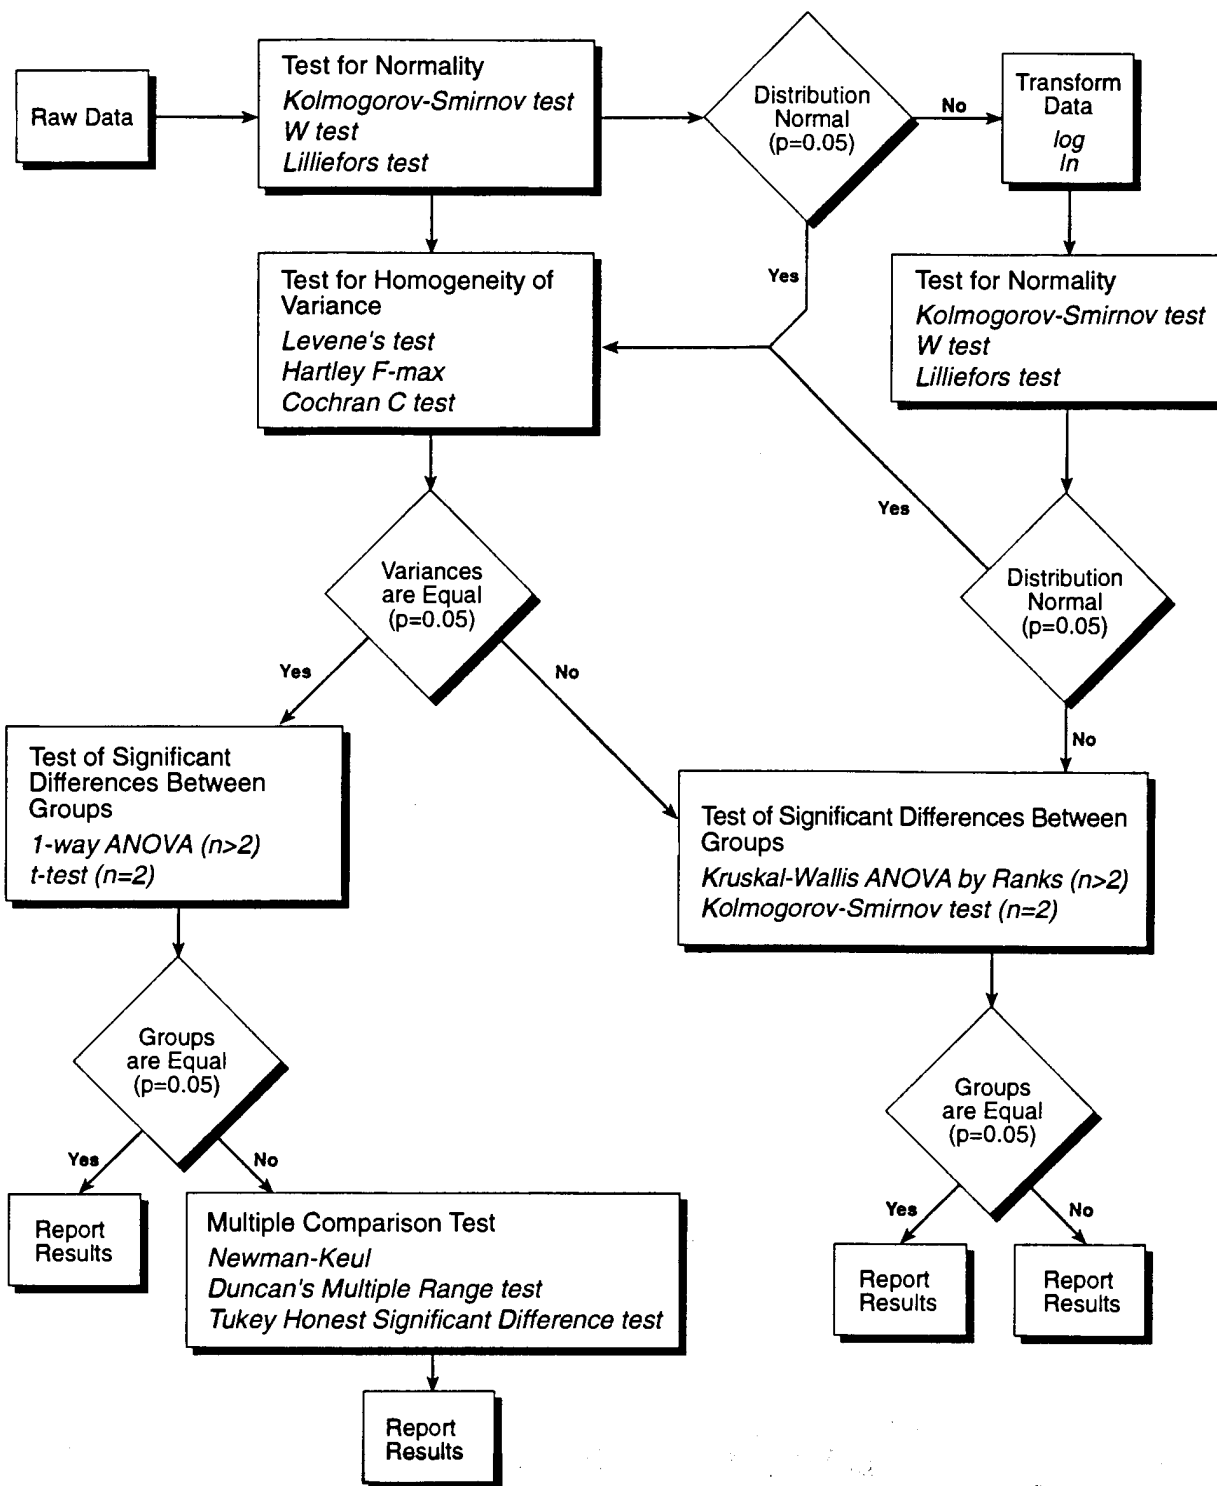 Raw Data
Test for Normality
Kolmogorov-Smirnov test
W test
Lilliefors test
Distribution
Normal
(p=0.05)
No
Transform
Data
log
ln
Yes
Test for Homogeneity of
Variance
Levene's test
Hartley F-max
Cochran C test
Test for Normality
Kolmogorov-Smirnov test
W test
Lilliefors test
Yes
Variances
are Equal
(p=0.05)
Distribution
Normal
(p=0.05)
Yes
No
No
Test of Significant
Differences Between
Groups
1-way ANOVA (n>2)
t-test (n=2)
Test of Significant Differences Between
Groups
Kruskal-Wallis ANOVA by Ranks (n>2)
Kolmogorov-Smirnov test (n=2)
Groups
are Equal
(p=0.05)
Groups
are Equal
(p=0.05)
Yes
No
Report
Results
Multiple Comparison Test
Newman-Keul
Duncan's Multiple Range test
Tukey Honest Significant Difference test
Yes
No
Report
Results
Report
Results
Report
Results